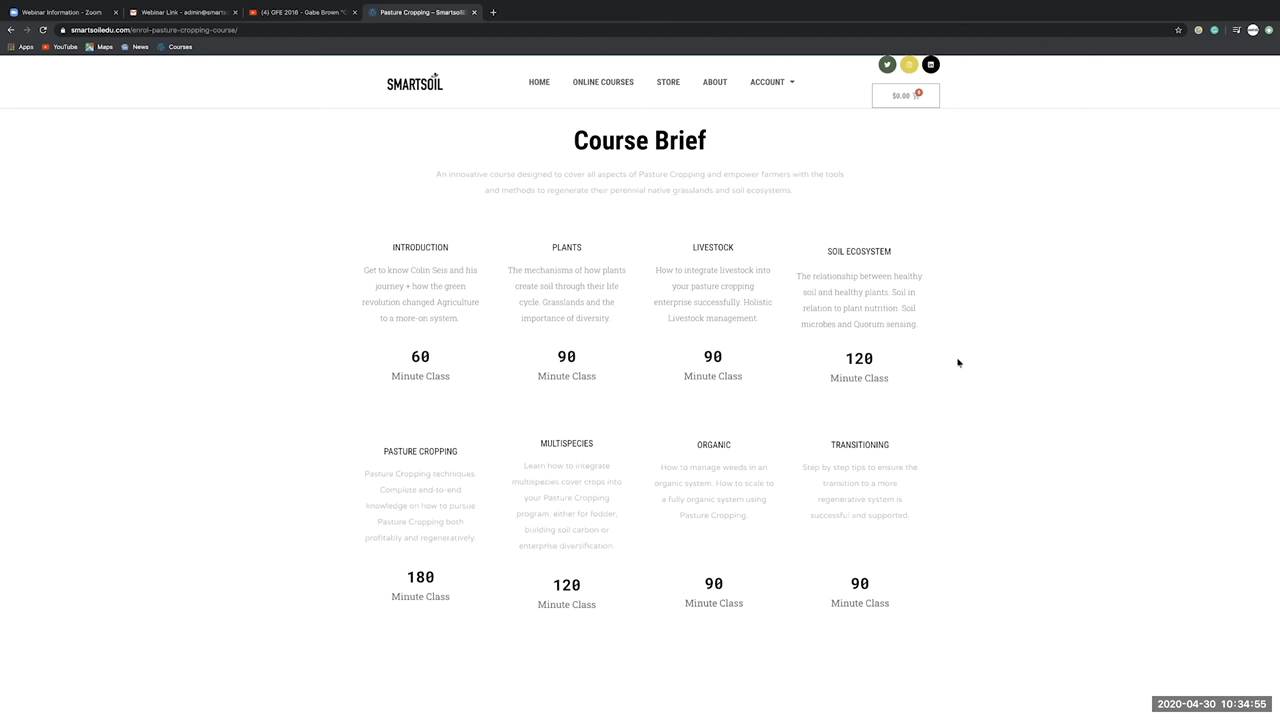 Webinar Information - Zoom
Webinar Link - admin@smarts
(4) GFE 2018 - Gabe Brown "C
Pasture Cropping – Smartsoil
smartsoiledu.com/enrol-pasture-cropping-course/
Apps YouTube Maps News Courses
SMARTSOIL
HOME ONLINE COURSES STORE ABOUT ACCOUNT
$0.00
Course Brief
An innovative course designed to cover all aspects of Pasture Cropping and empower farmers with the tools
and methods to regenerate their perennial native grasslands and soil ecosystems.
INTRODUCTION
Get to know Colin Seis and his
journey + how the green
revolution changed Agriculture
to a more-on system.
60
Minute Class
PLANTS
The mechanisms of how plants
create soil through their life
cycle. Grasslands and the
importance of diversity.
90
Minute Class
LIVESTOCK
How to integrate livestock into
your pasture cropping
enterprise successfully. Holistic
Livestock management.
90
Minute Class
SOIL ECOSYSTEM
The relationship between healthy
soil and healthy plants. Soil in
relation to plant nutrition. Soil
microbes and Quorum sensing.
120
Minute Class
PASTURE CROPPING
Pasture Cropping techniques.
Complete end-to-end
knowledge on how to pursue
Pasture Cropping both
profitably and regeneratively.
180
Minute Class
MULTISPECIES
Learn how to integrate
multispecies cover crops into
your Pasture Cropping
program, either for fodder,
building soil carbon or
enterprise diversification.
120
Minute Class
ORGANIC
How to manage weeds in an
organic system. How to scale to
a fully organic system using
Pasture Cropping.
90
Minute Class
TRANSITIONING
Step by step tips to ensure the
transition to a more
regenerative system is
successful and supported.
90
Minute Class
2020-04-30 10:34:55